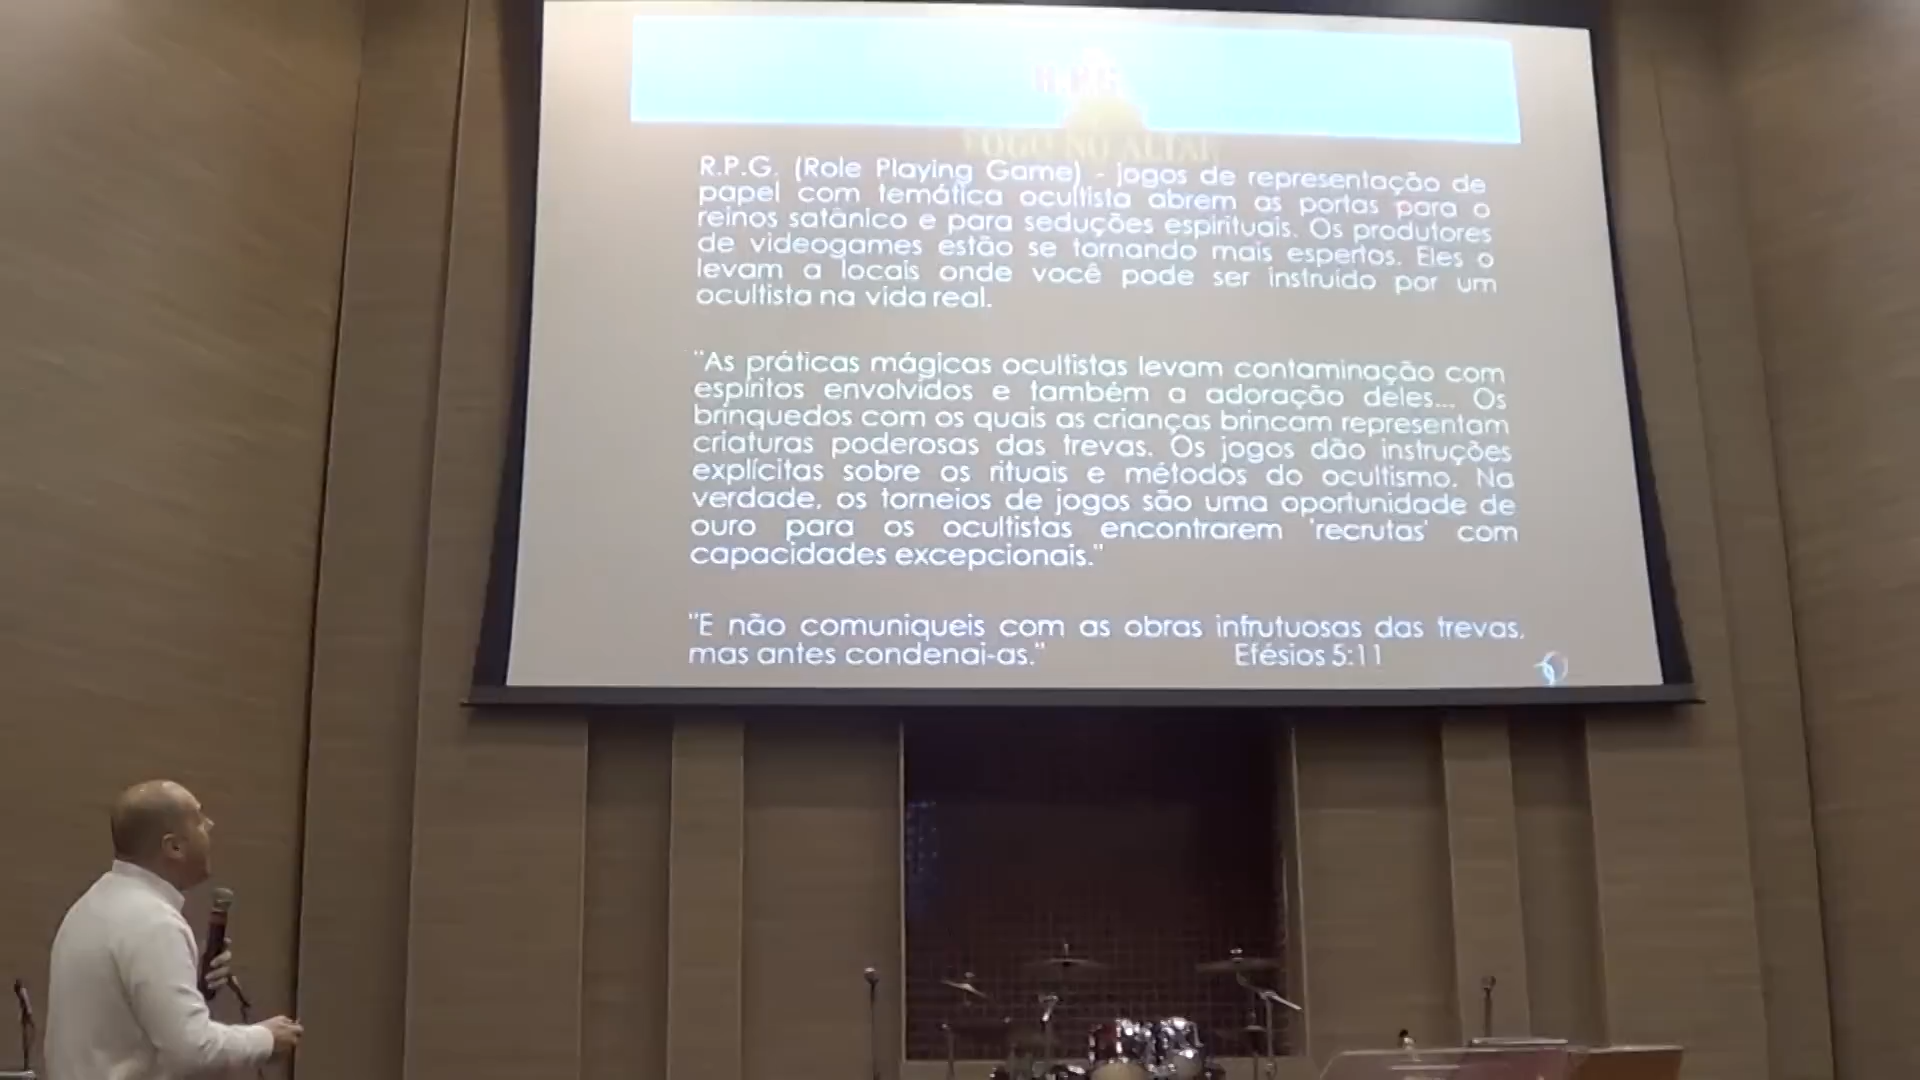 R.P.G.
FOGO NO ALTAR
R.P.G. (Role Playing Game) - jogos de representação de
papel com temática ocultista abrem as portas para o
reinos satânico e para seduções espirituais. Os produtores
de videogames estão se tornando mais espertos. Eles o
levam a locais onde você pode ser instruído por um
ocultista na vida real.
"As práticas mágicas ocultistas levam contaminação com
espíritos envolvidos e também a adoração deles... Os
brinquedos com os quais as crianças brincam representam
criaturas poderosas das trevas. Os jogos dão instruções
explícitas sobre os rituais e métodos do ocultismo. Na
verdade, os torneios de jogos são uma oportunidade de
ouro para os ocultistas encontrarem 'recrutas' com
capacidades excepcionais."
"E não comuniqueis com as obras infrutuosas das trevas,
mas antes condenai-as." Efésios 5:11